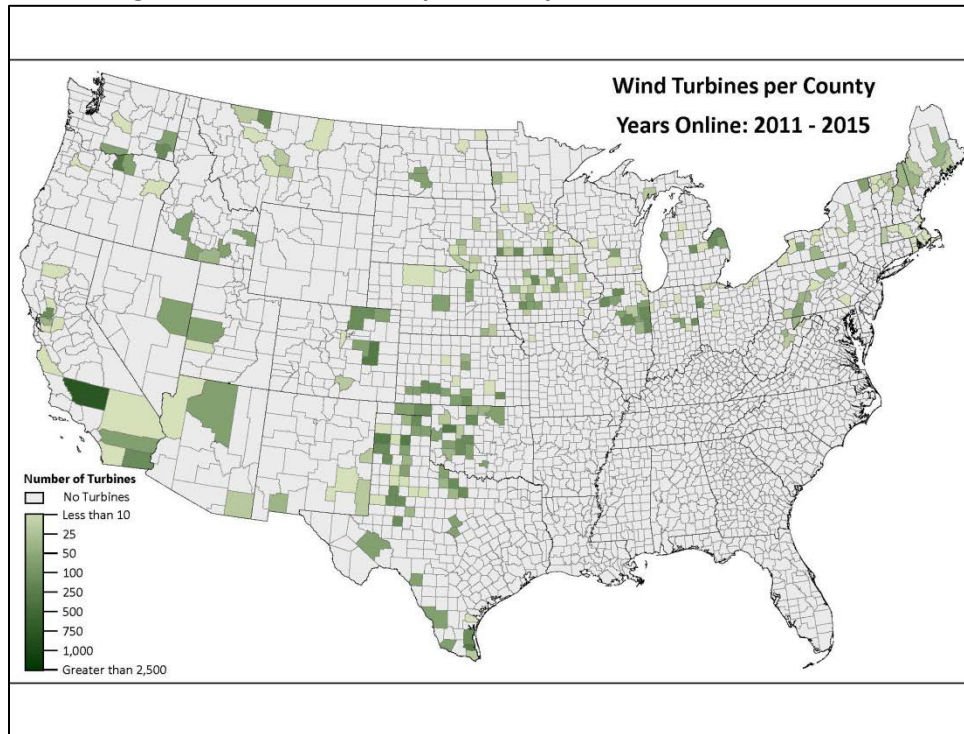 Wind Turbines per County
Years Online: 2011 - 2015
Number of Turbines
No Turbines
Less than 10
25
50
100
250
500
750
1,000
Greater than 2,500